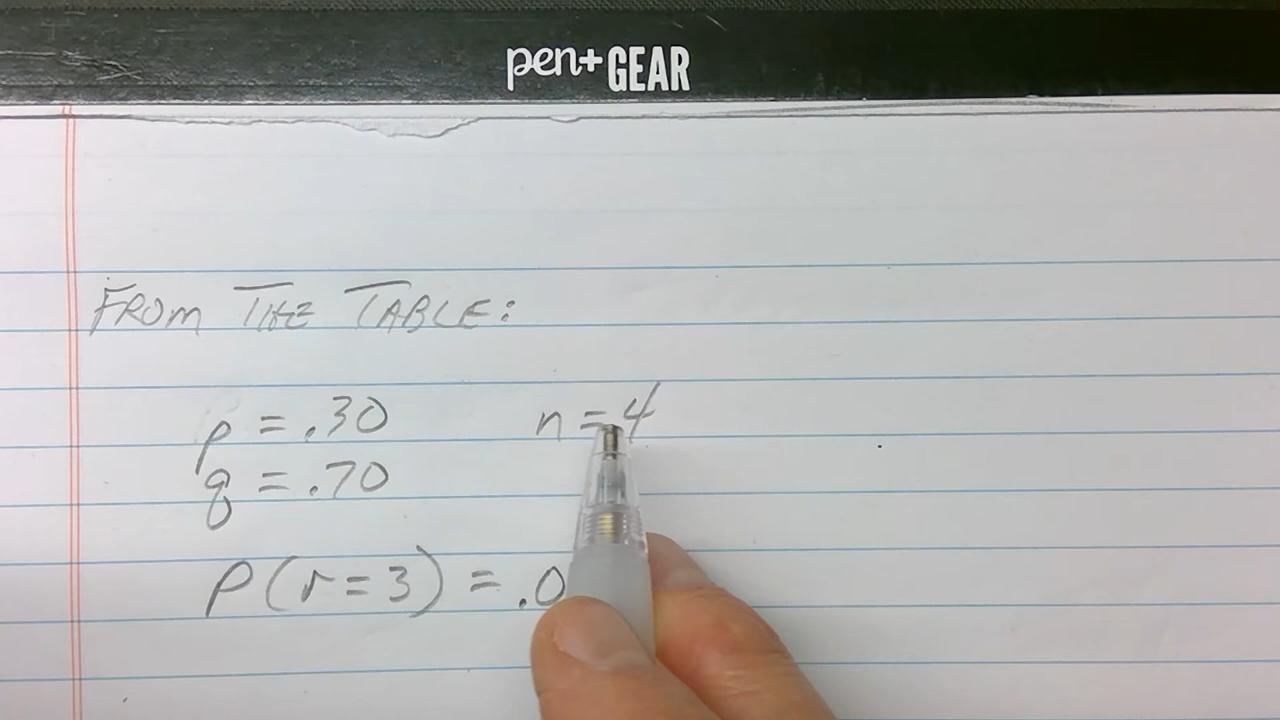 pen+GEAR
FROM THE TABLE:
p = .30 n = 4
q = .70
P(r=3) = .0